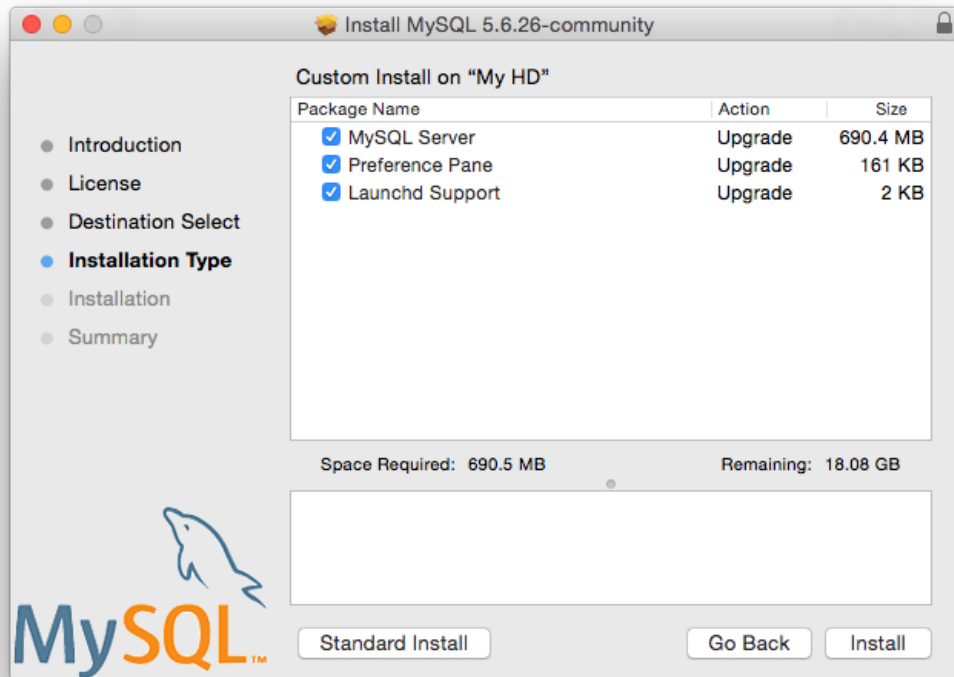 Install MySQL 5.6.26-community
Custom Install on “My HD”
Package Name Action Size
MySQL Server Upgrade 690.4 MB
Preference Pane Upgrade 161 KB
Launchd Support Upgrade 2 KB
Introduction
License
Destination Select
Installation Type
Installation
Summary
Space Required: 690.5 MB Remaining: 18.08 GB
MySQL™
Standard Install Go Back Install